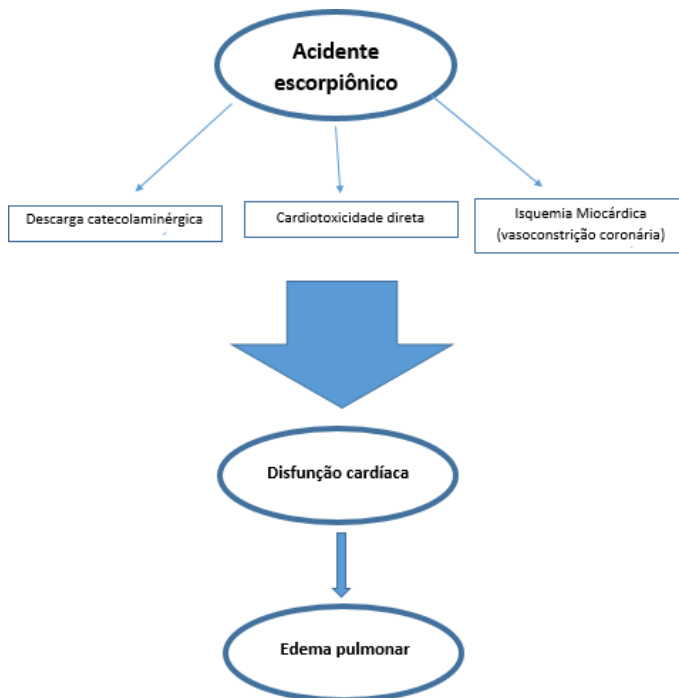 Acidente
escorpiônico
Descarga catecolaminérgica
Cardiotoxicidade direta
Isquemia Miocárdica
(vasoconstrição coronária)
Disfunção cardíaca
Edema pulmonar